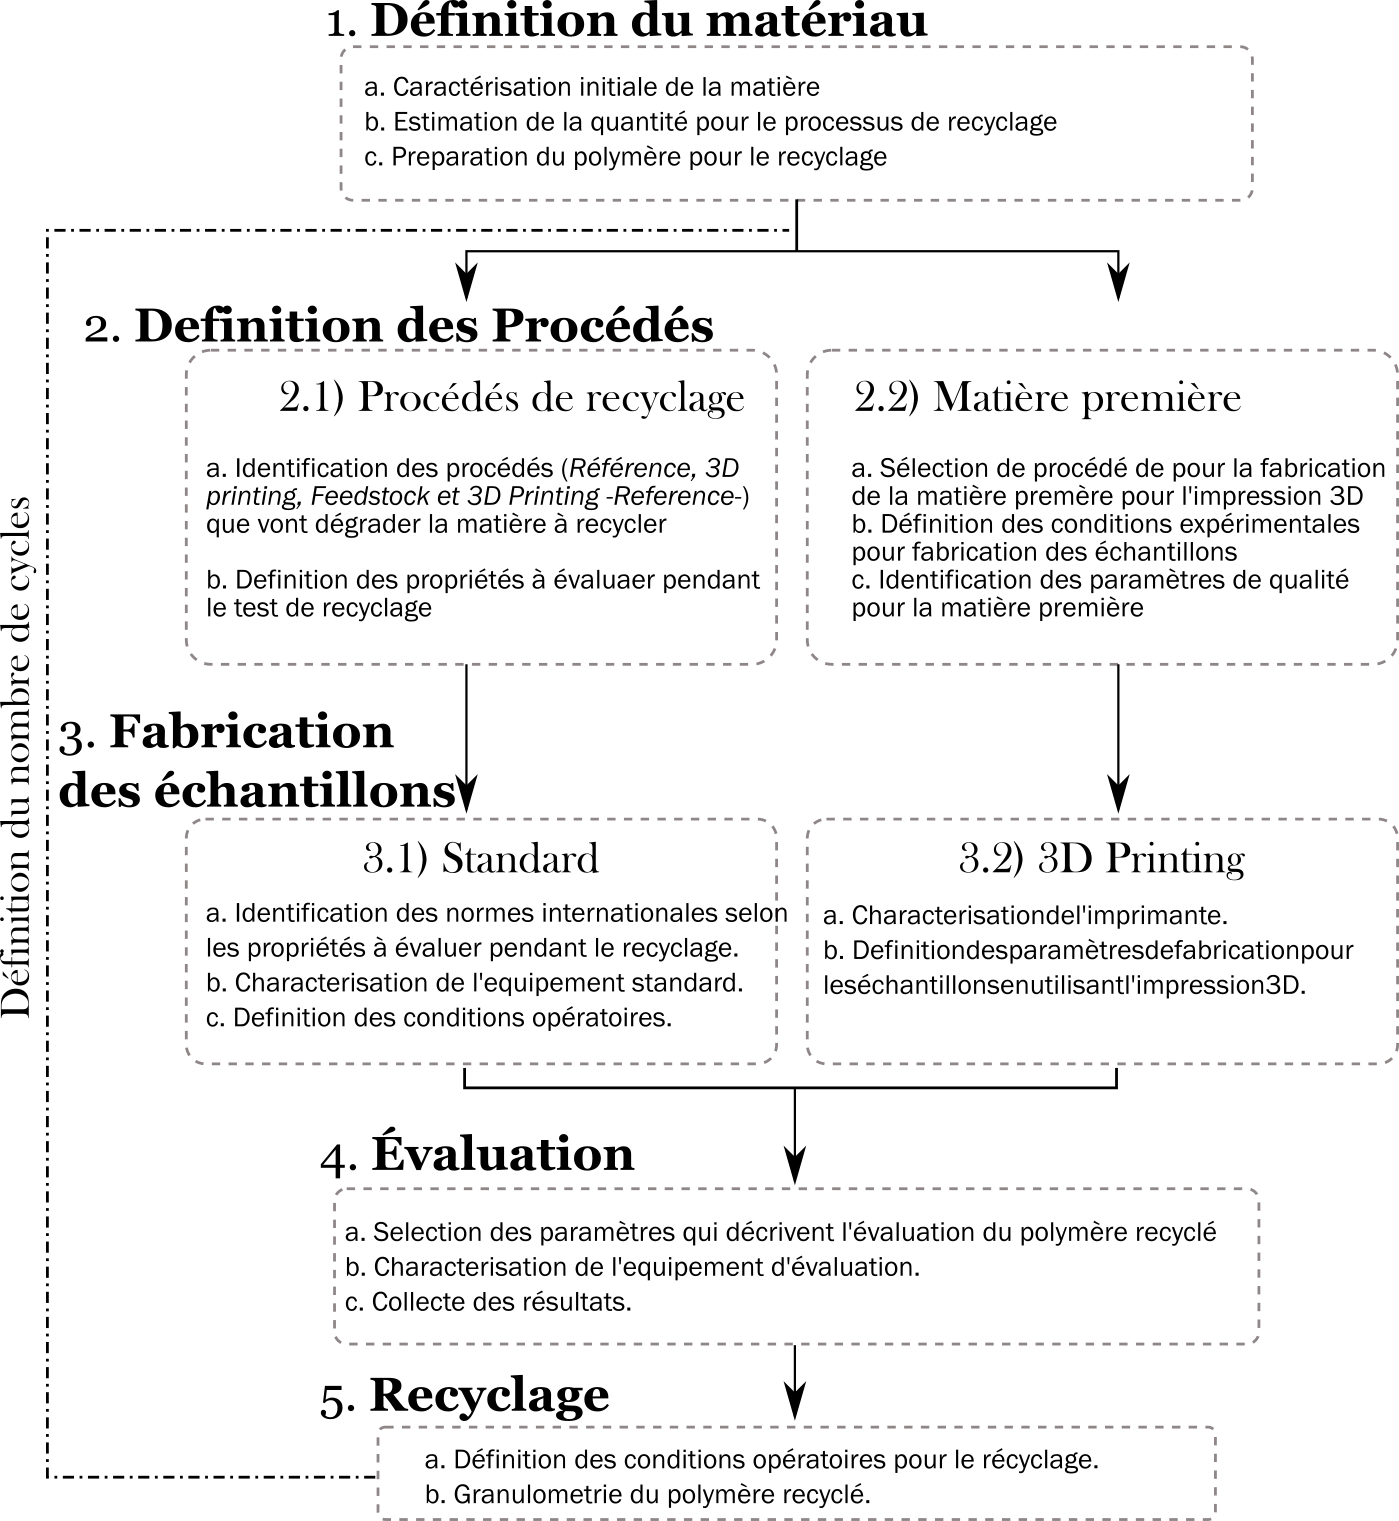 1. Définition du matériau
a. Caractérisation initiale de la matière
b. Estimation de la quantité pour le processus de recyclage
c. Preparation du polymère pour le recyclage
2. Definition des Procédés
2.1) Procédés de recyclage
a. Identification des procédés (Référence, 3D
printing, Feedstock et 3D Printing -Reference-)
que vont dégrader la matière à recycler
b. Definition des propriétés à évaluaer pendant
le test de recyclage
2.2) Matière première
a. Sélection de procédé de pour la fabrication
de la matière premère pour l'impression 3D
b. Définition des conditions expérimentales
pour fabrication des échantillons
c. Identification des paramètres de qualité
pour la matière première
Définition du nombre de cycles
3. Fabrication
des échantillons
3.1) Standard
a. Identification des normes internationales selon
les propriétés à évaluer pendant le recyclage.
b. Characterisation de l'equipement standard.
c. Definition des conditions opératoires.
3.2) 3D Printing
a. Characterisationdel'imprimante.
b. Definitiondesparamètresdefabricationpour
leséchantillonsenutilisantl'impression3D.
4. Évaluation
a. Selection des paramètres qui décrivent l'évaluation du polymère recyclé
b. Characterisation de l'equipement d'évaluation.
c. Collecte des résultats.
5. Recyclage
a. Définition des conditions opératoires pour le récyclage.
b. Granulometrie du polymère recyclé.